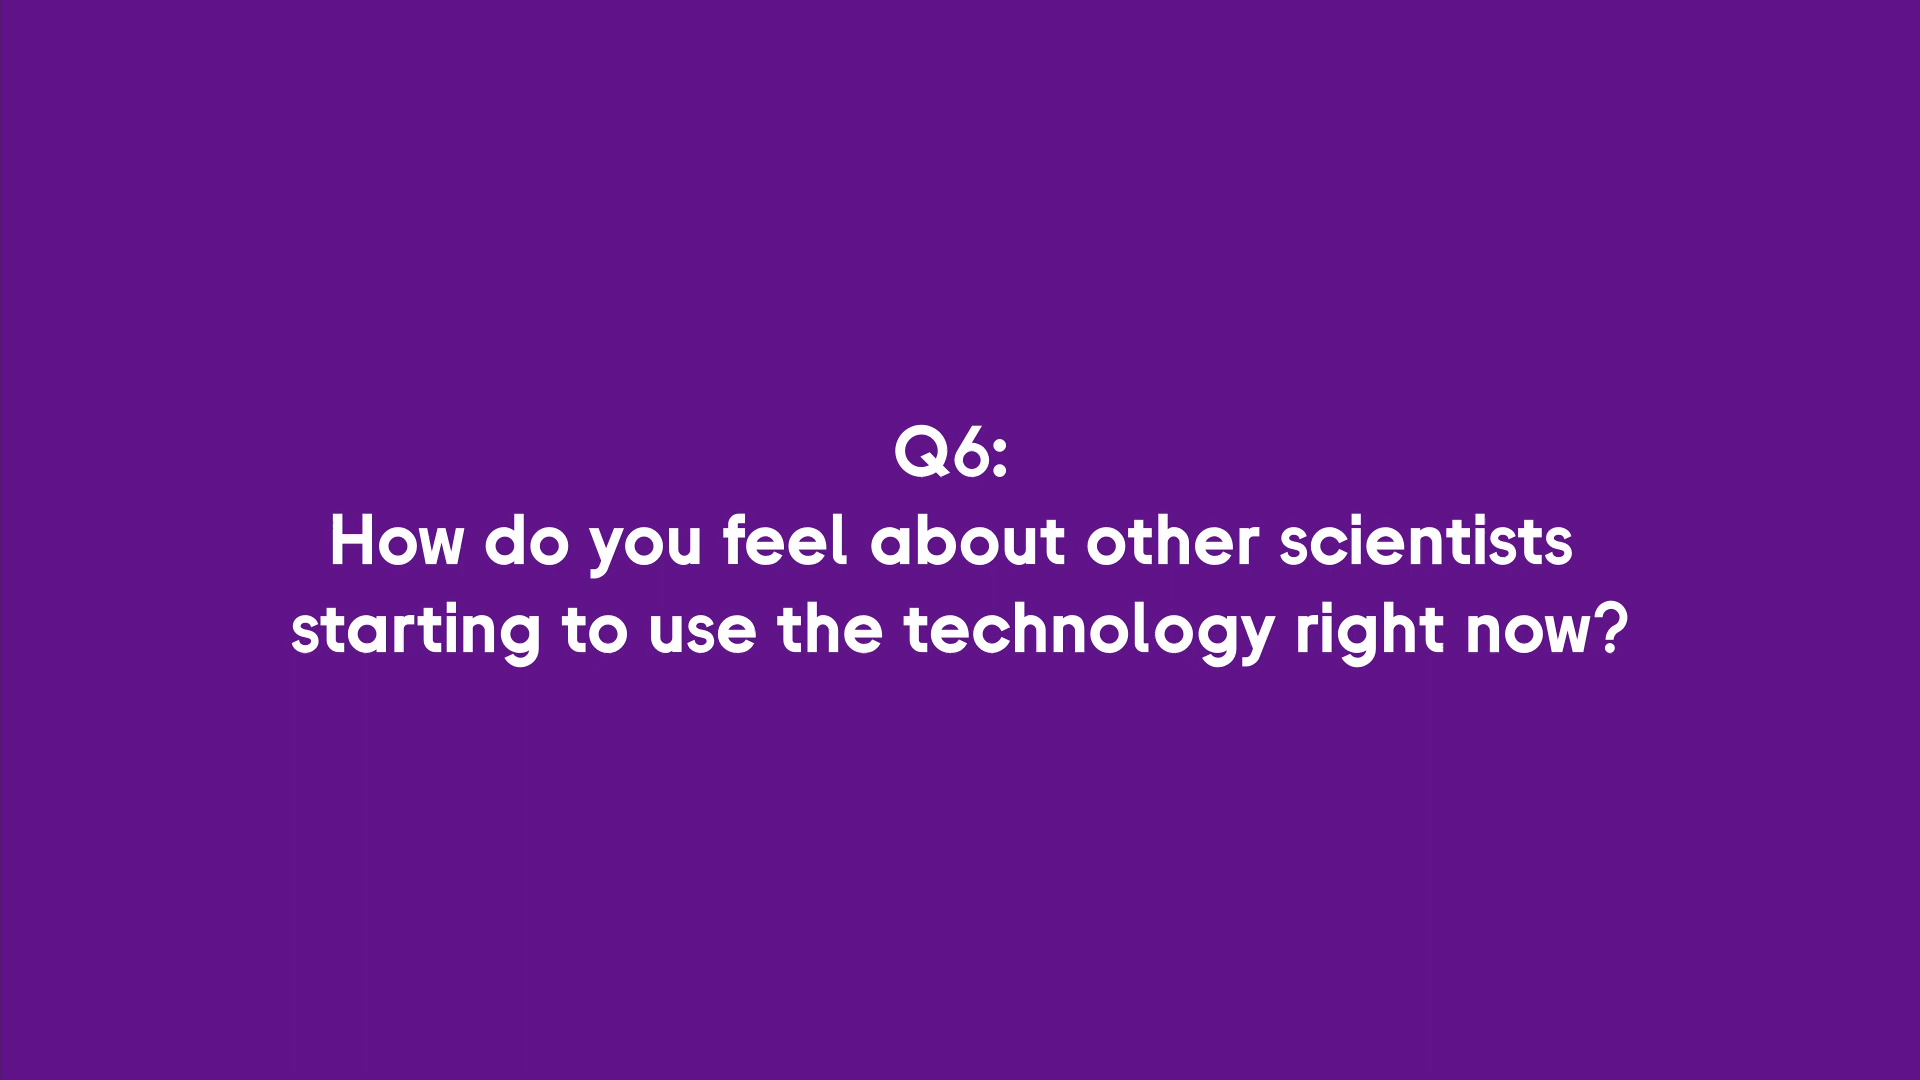 Q6:
How do you feel about other scientists
starting to use the technology right now?